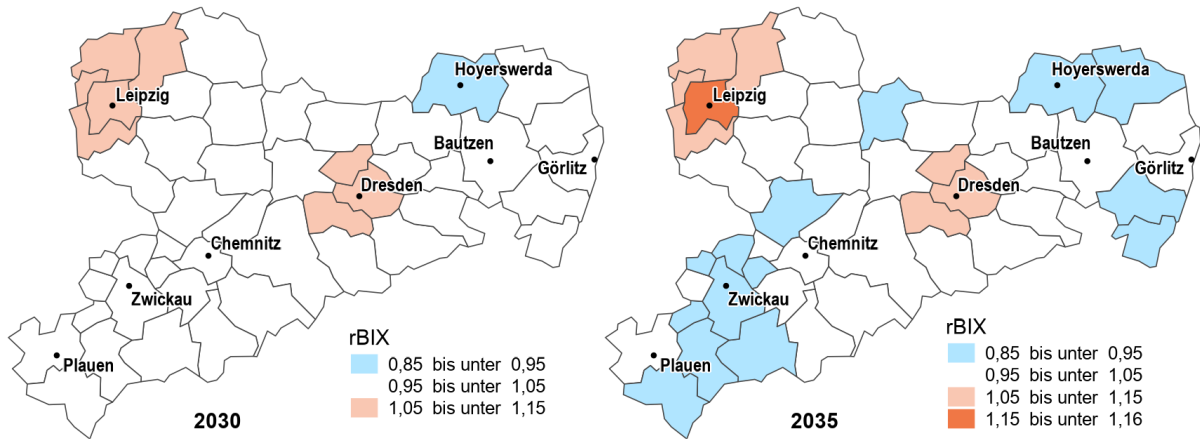 Hoyerswerda
Leipzig
Bautzen
Görlitz
Dresden
Chemnitz
Zwickau
Plauen
rBIX
0,85 bis unter 0,95
0,95 bis unter 1,05
1,05 bis unter 1,15
2030
Hoyerswerda
Leipzig
Bautzen
Görlitz
Dresden
Chemnitz
Zwickau
Plauen
rBIX
0,85 bis unter 0,95
0,95 bis unter 1,05
1,05 bis unter 1,15
1,15 bis unter 1,16
2035